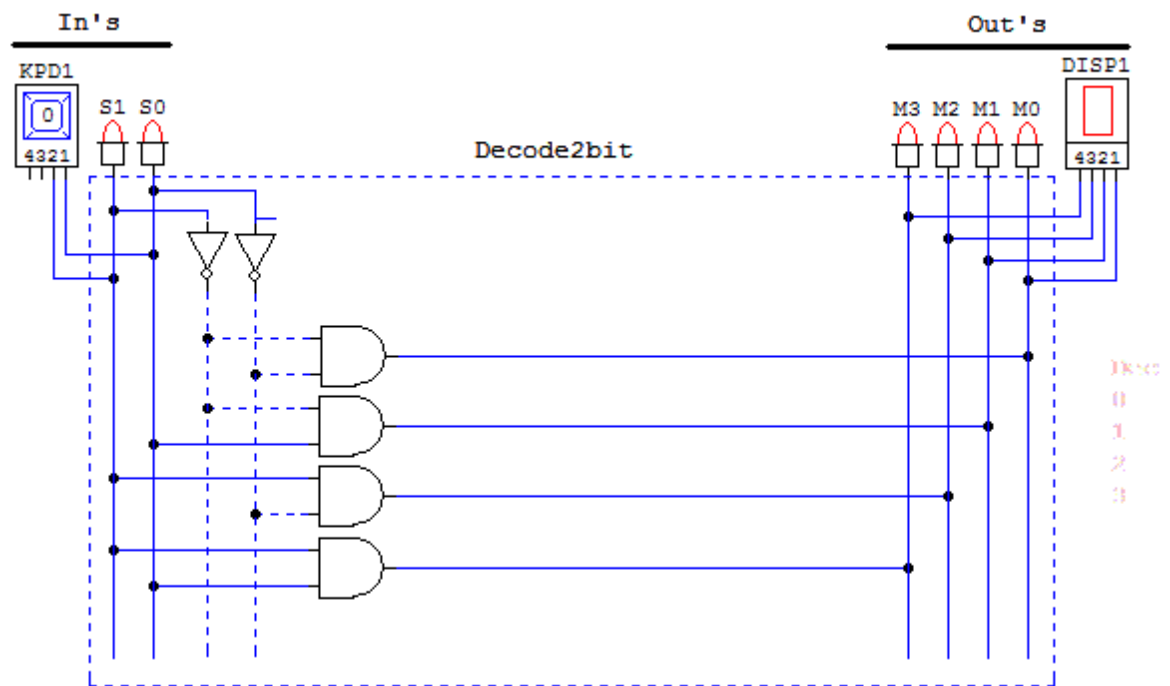 In's
Out's
KPD1
DISP1
S1 S0
M3 M2 M1 M0
0
4321
4321
Decode2bit
0
1
2
3